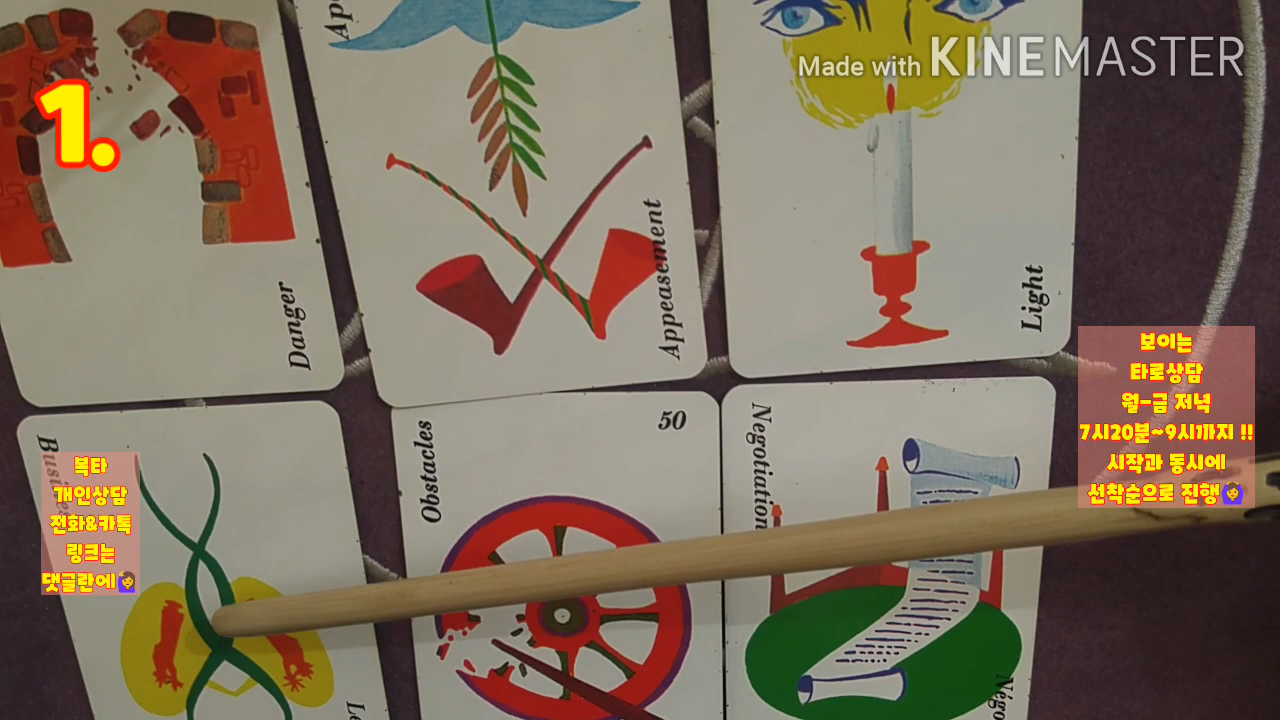 Made with KINEMASTER
1.
Ap
Danger
Appeasement
Light
보이는
타로상담
월-금 저녁
7시20분~9시까지 !!
시작과 동시에
선착순으로 진행🙆‍♀️
Obstacles
50
Negotiation
복타
개인상담
전화&카톡
링크는
댓글란에🙆‍♀️